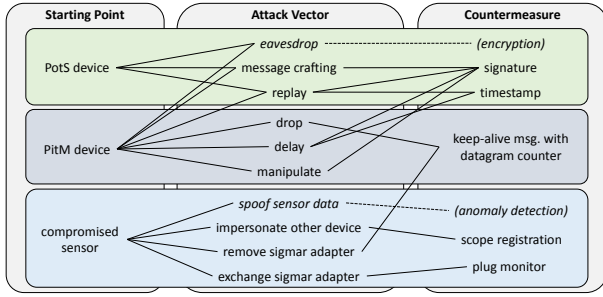 Starting Point
Attack Vector
Countermeasure
PotS device
eavesdrop
(encryption)
message crafting
signature
replay
timestamp
PitM device
drop
delay
manipulate
keep-alive msg. with
datagram counter
compromised
sensor
spoof sensor data
(anomaly detection)
impersonate other device
scope registration
remove sigmar adapter
exchange sigmar adapter
plug monitor